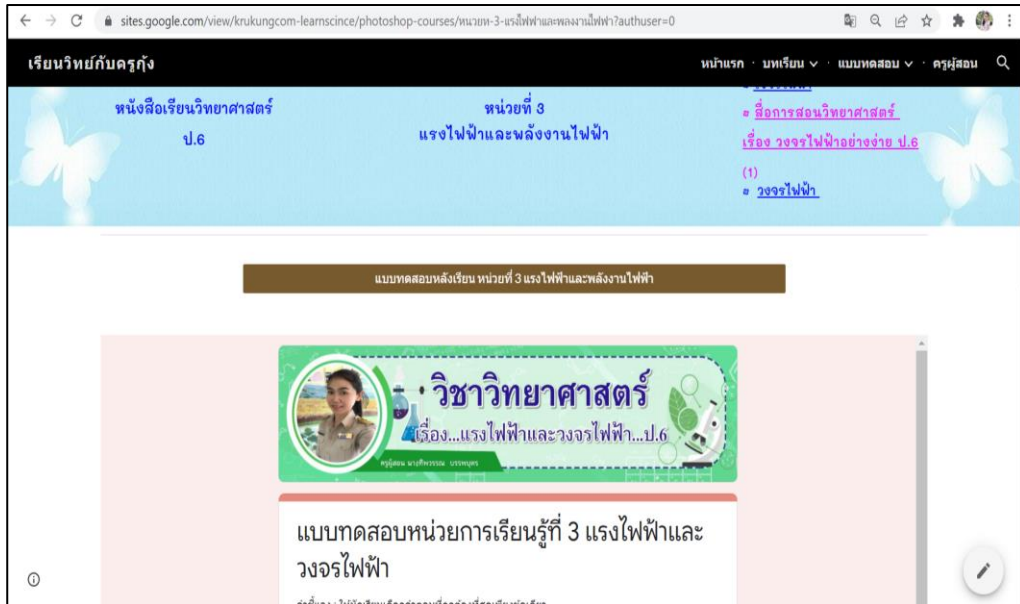 sites.google.com/view/krukungcom-learnscince/photoshop-courses/หน่วยท-3-แรงไฟฟาและพลงงานไฟฟา?authuser=0
เรียนวิทย์กับครูกุ้ง
หน้าแรก · บทเรียน · แบบทดสอบ · ครูผู้สอน
หนังสือเรียนวิทยาศาสตร์
ป.6
หน่วยที่ 3
แรงไฟฟ้าและพลังงานไฟฟ้า
สื่อการสอนวิทยาศาสตร์
เรื่อง วงจรไฟฟ้าอย่างง่าย ป.6
(1)
วงจรไฟฟ้า
แบบทดสอบหลังเรียน หน่วยที่ 3 แรงไฟฟ้าและพลังงานไฟฟ้า
วิชาวิทยาศาสตร์
เรื่อง...แรงไฟฟ้าและวงจรไฟฟ้า...ป.6
ครูผู้สอน
แบบทดสอบหน่วยการเรียนรู้ที่ 3 แรงไฟฟ้าและ
วงจรไฟฟ้า